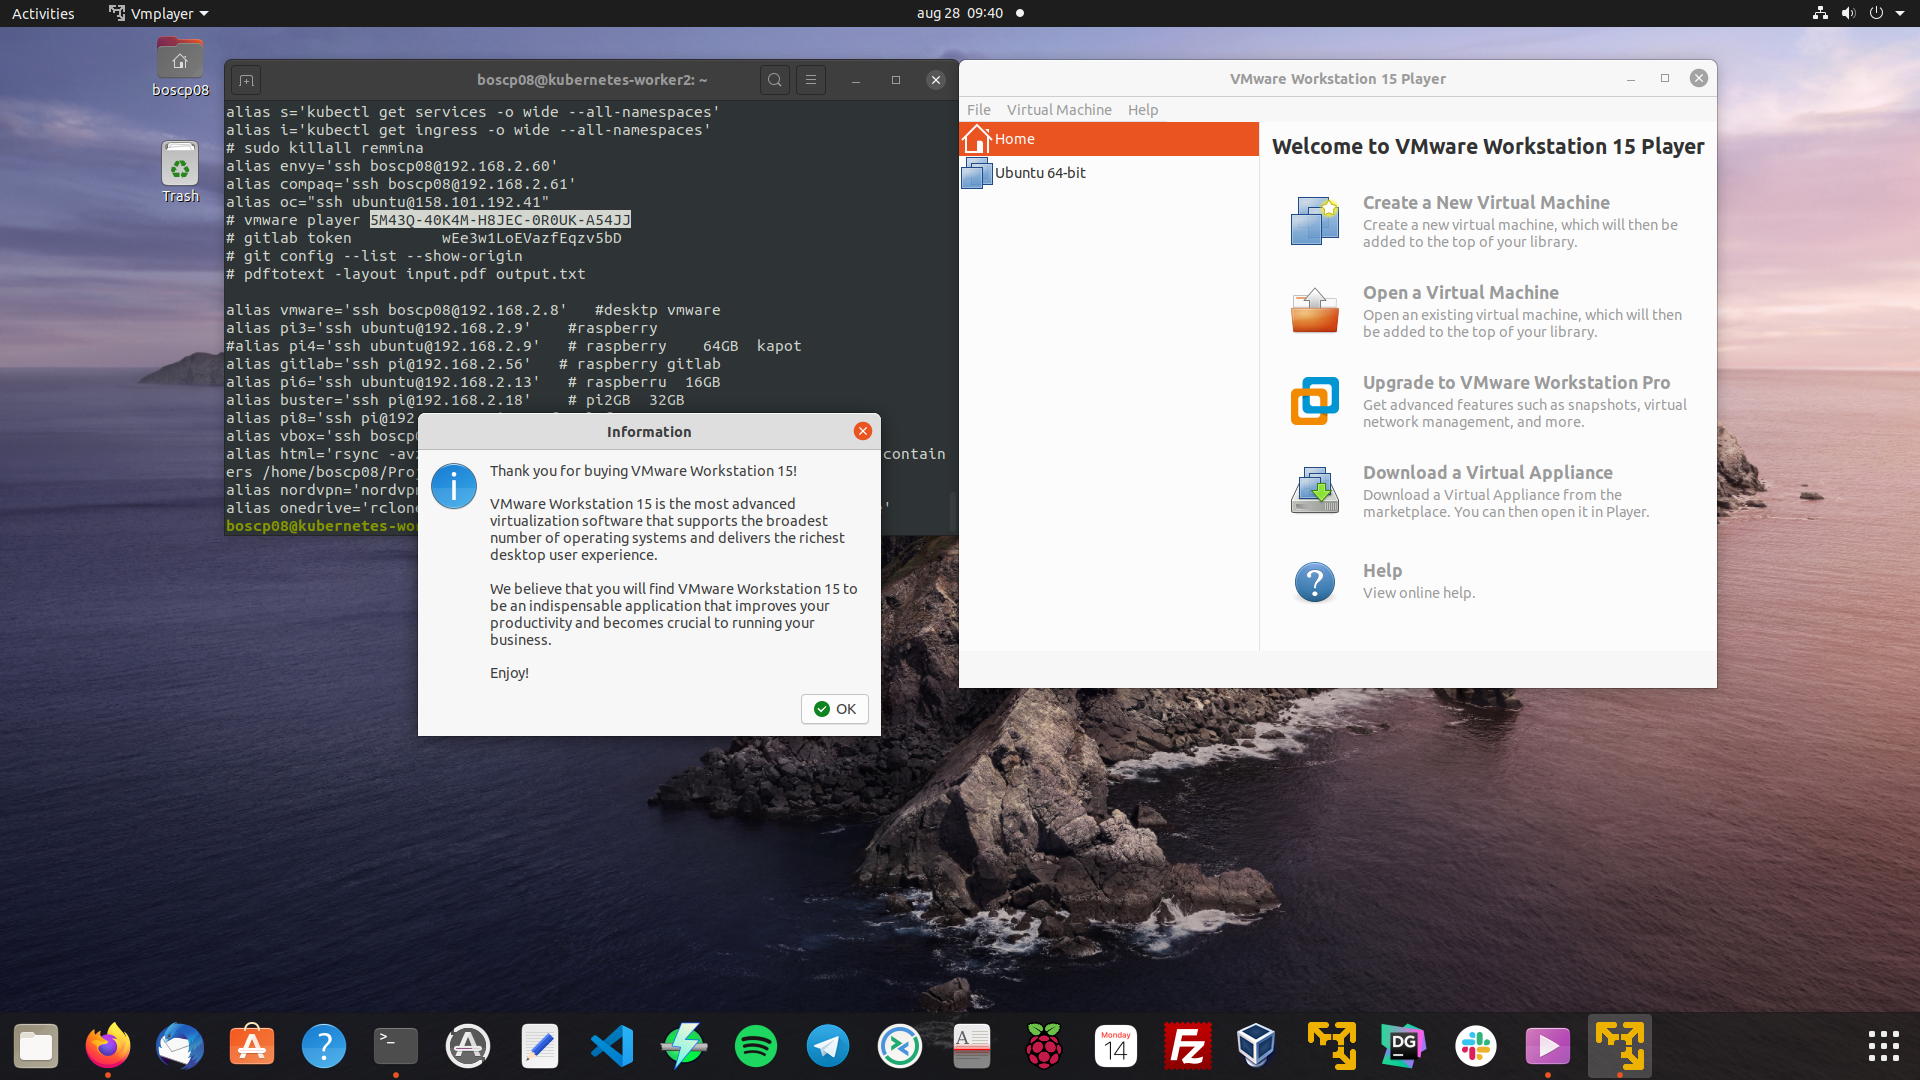 Activities
Vmplayer
aug 28 09:40
boscp08
Trash
boscp08@kubernetes-worker2: ~
alias s='kubectl get services -o wide --all-namespaces'
alias i='kubectl get ingress -o wide --all-namespaces'
# sudo killall remmina
alias envy='ssh boscp08@192.168.2.60'
alias compaq='ssh boscp08@192.168.2.61'
alias oc="ssh ubuntu@158.101.192.41"
# vmware player 5M43Q-40K4M-H8JEC-0R0UK-A54JJ
# gitlab token          wEe3w1LoEVazfEqzv5bD
# git config --list --show-origin
# pdftotext -layout input.pdf output.txt
alias vmware='ssh boscp08@192.168.2.8'   #desktp vmware
alias pi3='ssh ubuntu@192.168.2.9'    #raspberry
#alias pi4='ssh ubuntu@192.168.2.9'   # raspberry    64GB  kapot
alias gitlab='ssh pi@192.168.2.56'   # raspberry gitlab
alias pi6='ssh ubuntu@192.168.2.13'   # raspberru  16GB
alias buster='ssh pi@192.168.2.18'    # pi2GB  32GB
alias pi8='ssh pi@192
alias vbox='ssh boscp
alias html='rsync -av contain
ers /home/boscp08/Pro
alias nordvpn='nordvpn
alias onedrive='rclone '
boscp08@kubernetes-wo
Information
Thank you for buying VMware Workstation 15!
VMware Workstation 15 is the most advanced
virtualization software that supports the broadest
number of operating systems and delivers the richest
desktop user experience.
We believe that you will find VMware Workstation 15 to
be an indispensable application that improves your
productivity and becomes crucial to running your
business.
Enjoy!
OK
VMware Workstation 15 Player
File Virtual Machine Help
Home
Ubuntu 64-bit
Welcome to VMware Workstation 15 Player
Create a New Virtual Machine
Create a new virtual machine, which will then be
added to the top of your library.
Open a Virtual Machine
Open an existing virtual machine, which will then
be added to the top of your library.
Upgrade to VMware Workstation Pro
Get advanced features such as snapshots, virtual
network management, and more.
Download a Virtual Appliance
Download a Virtual Appliance from the
marketplace. You can then open it in Player.
Help
View online help.
Monday
14
Fz
DG